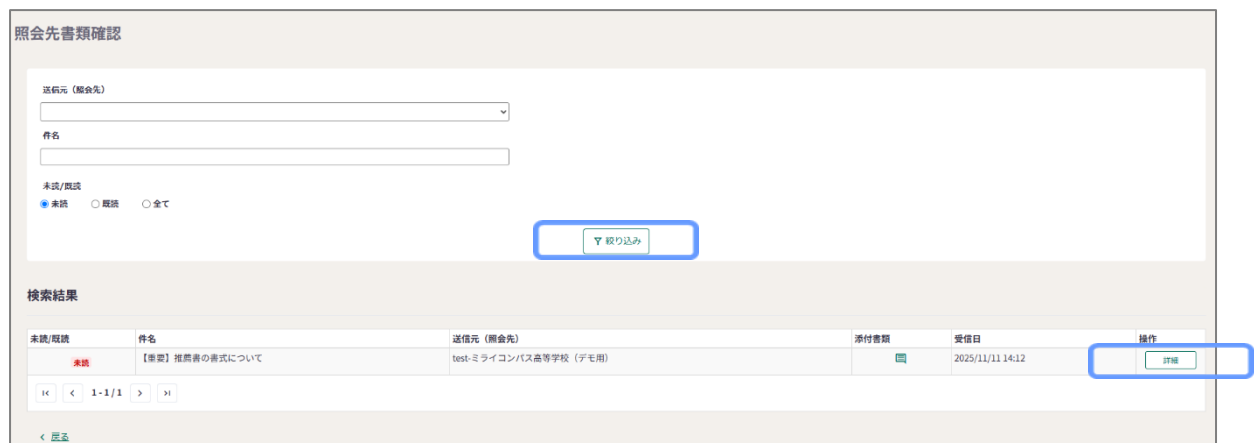 照会先書類確認
送信元（照会先）
件名
未読/既読
未読 既読 全て
絞り込み
検索結果
未読/既読 件名 送信元（照会先） 添付書類 受信日 操作
未読 【重要】推薦書の書式について test-ミライコンパス高等学校（デモ用） 2025/11/11 14:12 詳細
1 - 1 / 1
戻る